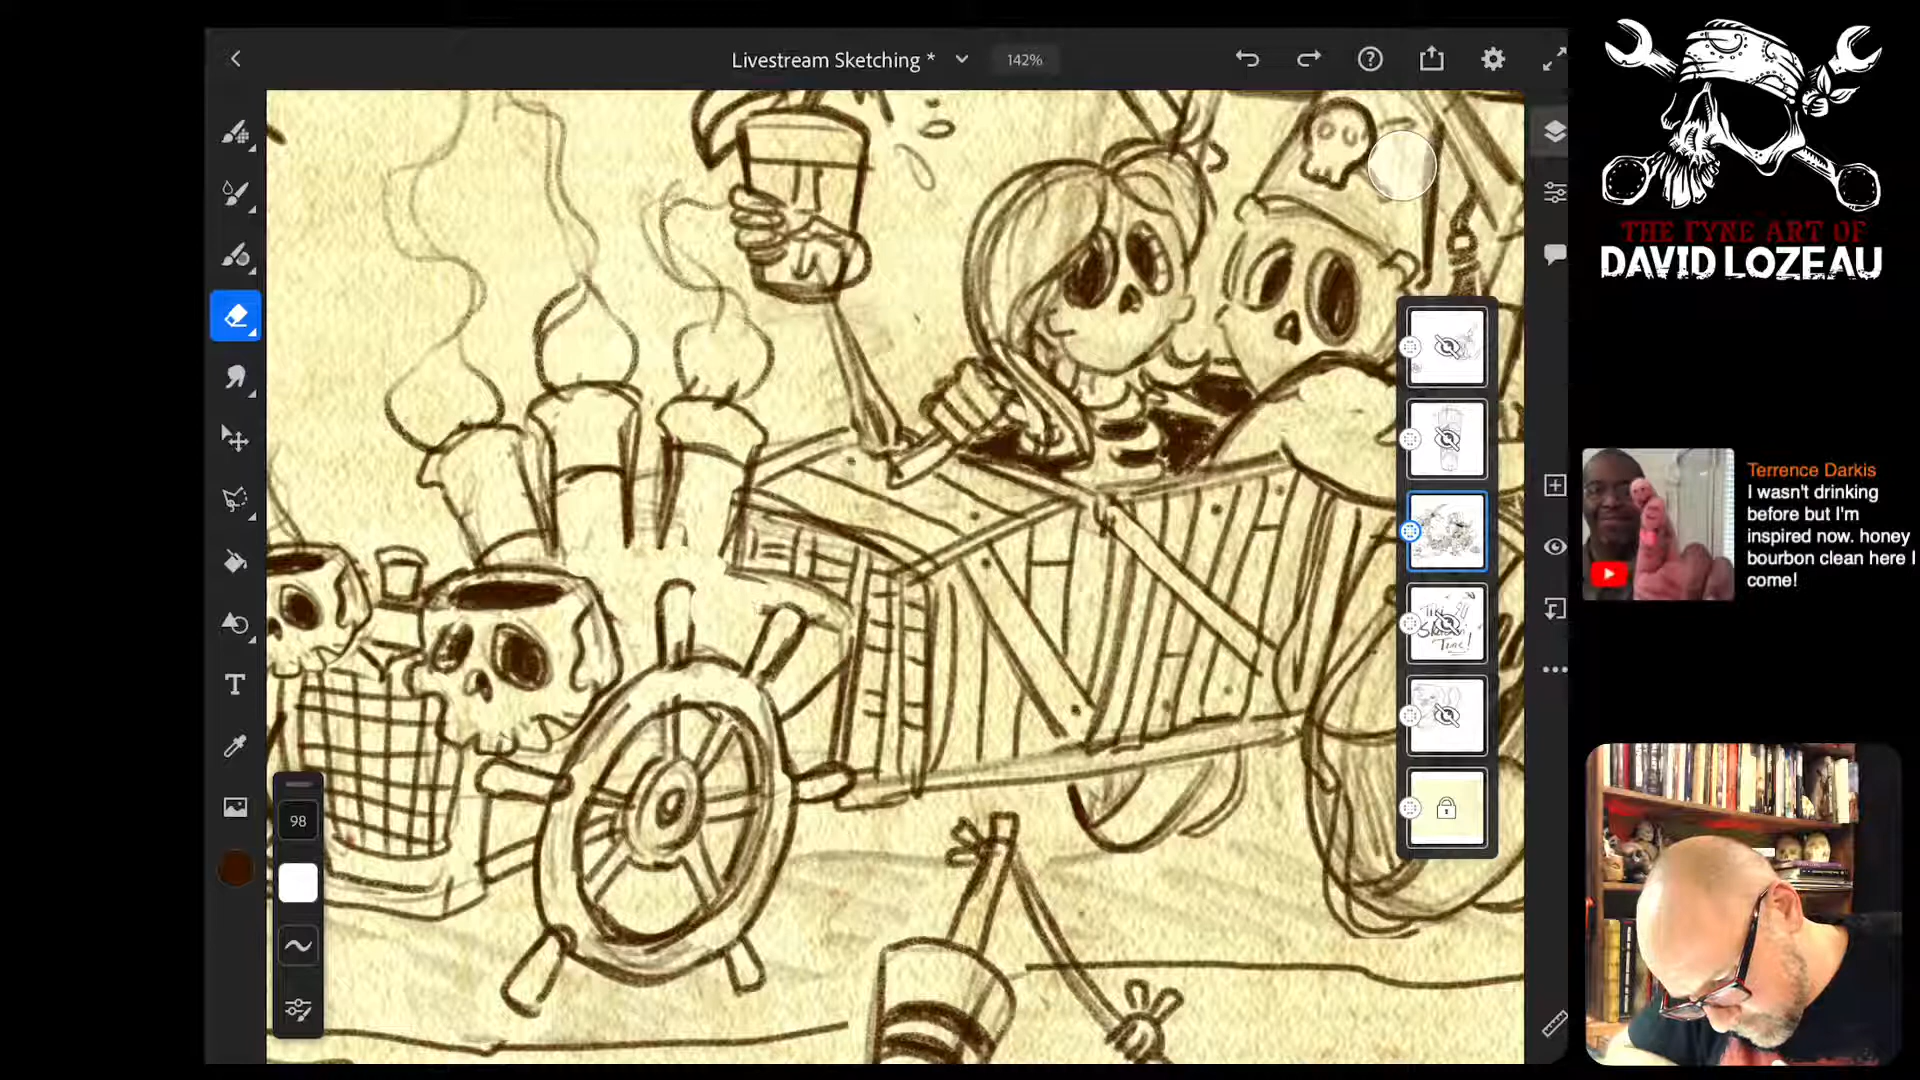 Livestream Sketching *
142%
THE FYNE ART OF
DAVID LOZEAU
Terrence Darkis
I wasn't drinking
before but I'm
inspired now. honey
bourbon clean here I
come!
T
98
Time!